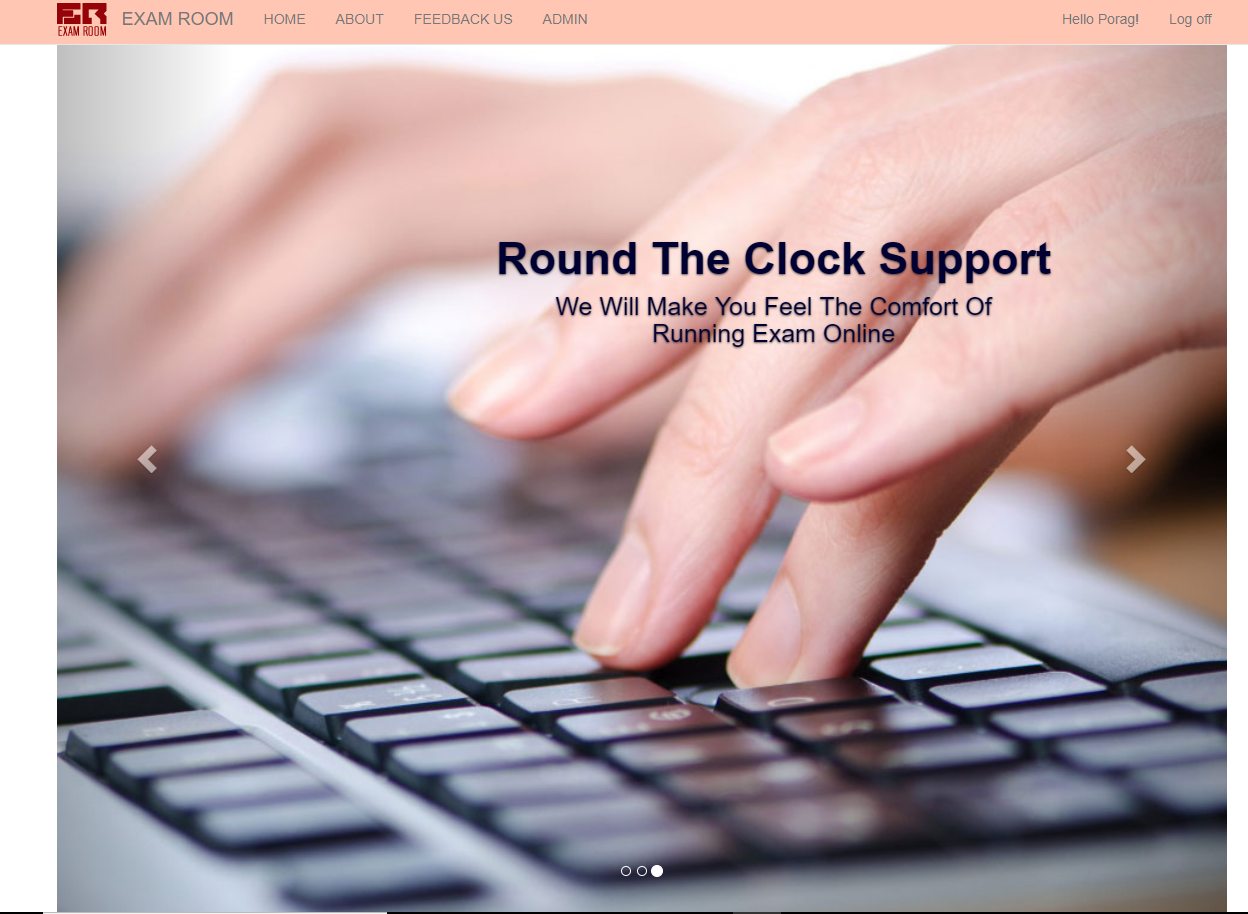 EXAM ROOM
EXAM ROOM HOME ABOUT FEEDBACK US ADMIN Hello Porag! Log off
Round The Clock Support
We Will Make You Feel The Comfort Of
Running Exam Online